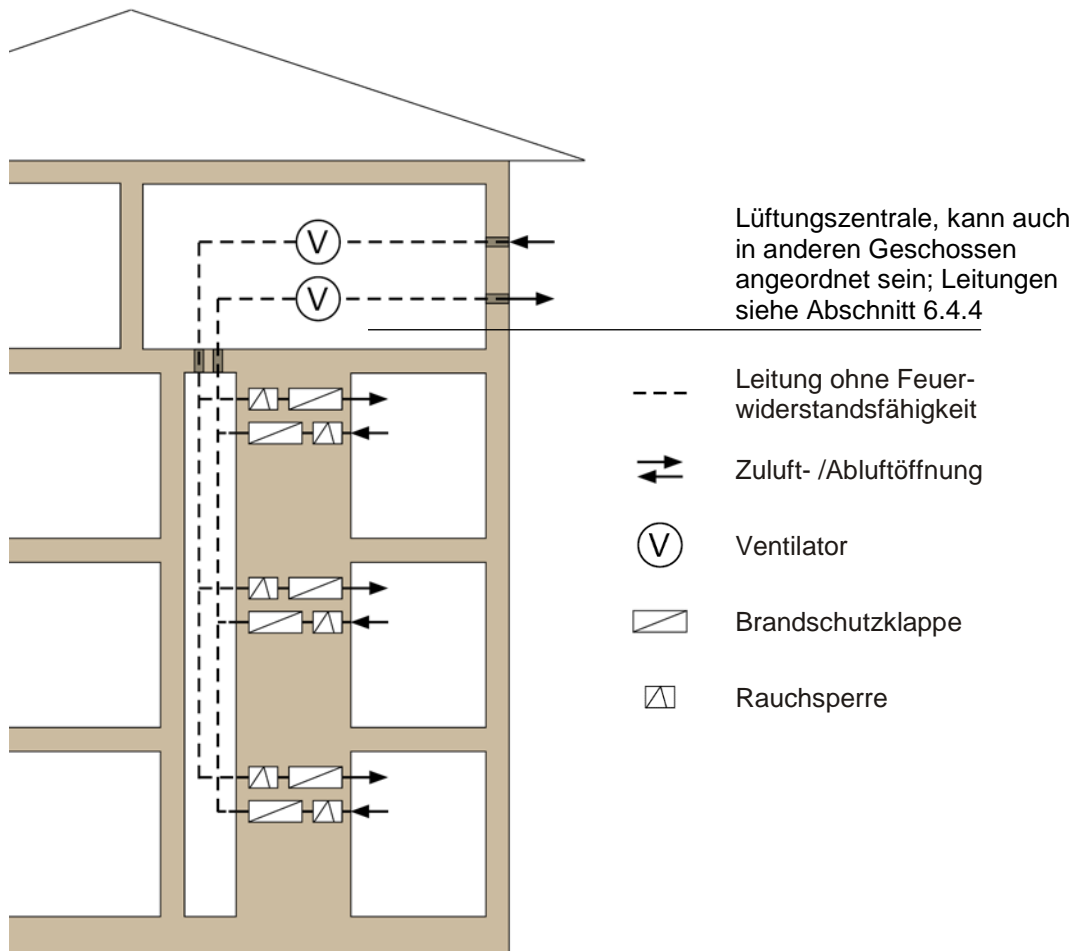 Lüftungszentrale, kann auch
in anderen Geschossen
angeordnet sein; Leitungen
siehe Abschnitt 6.4.4
V
V
Leitung ohne Feuer-
widerstandsfähigkeit
Zuluft- /Abluftöffnung
V
Ventilator
Brandschutzklappe
Rauchsperre